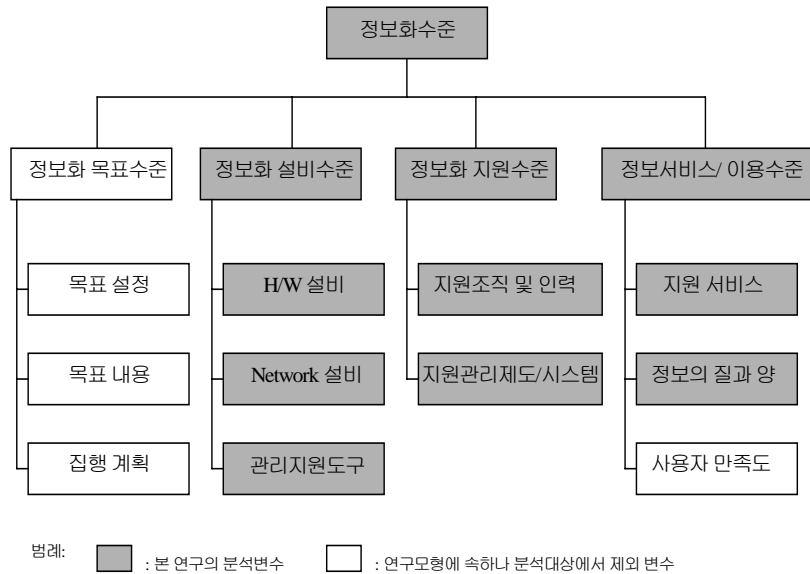 정보화수준
정보화 목표수준
정보화 설비수준
정보화 지원수준
정보서비스/ 이용수준
목표 설정
H/W 설비
지원조직 및 인력
지원 서비스
목표 내용
Network 설비
지원관리제도/시스템
정보의 질과 양
집행 계획
관리지원도구
사용자 만족도
범례:
: 본 연구의 분석변수
: 연구모형에 속하나 분석대상에서 제외 변수